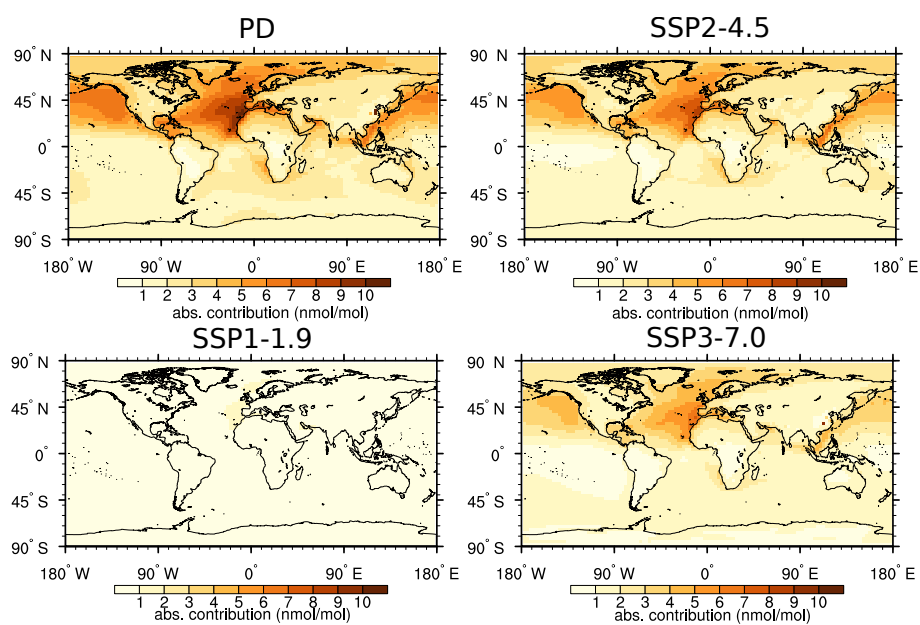 PD
SSP2-4.5
90° N
45° N
0°
45° S
90° S
180° W
90° W
0°
90° E
180° E
90° N
45° N
0°
45° S
90° S
180° W
90° W
0°
90° E
180° E
1 2 3 4 5 6 7 8 9 10
abs. contribution (nmol/mol)
1 2 3 4 5 6 7 8 9 10
abs. contribution (nmol/mol)
SSP1-1.9
SSP3-7.0
90° N
45° N
0°
45° S
90° S
180° W
90° W
0°
90° E
180° E
90° N
45° N
0°
45° S
90° S
180° W
90° W
0°
90° E
180° E
1 2 3 4 5 6 7 8 9 10
abs. contribution (nmol/mol)
1 2 3 4 5 6 7 8 9 10
abs. contribution (nmol/mol)